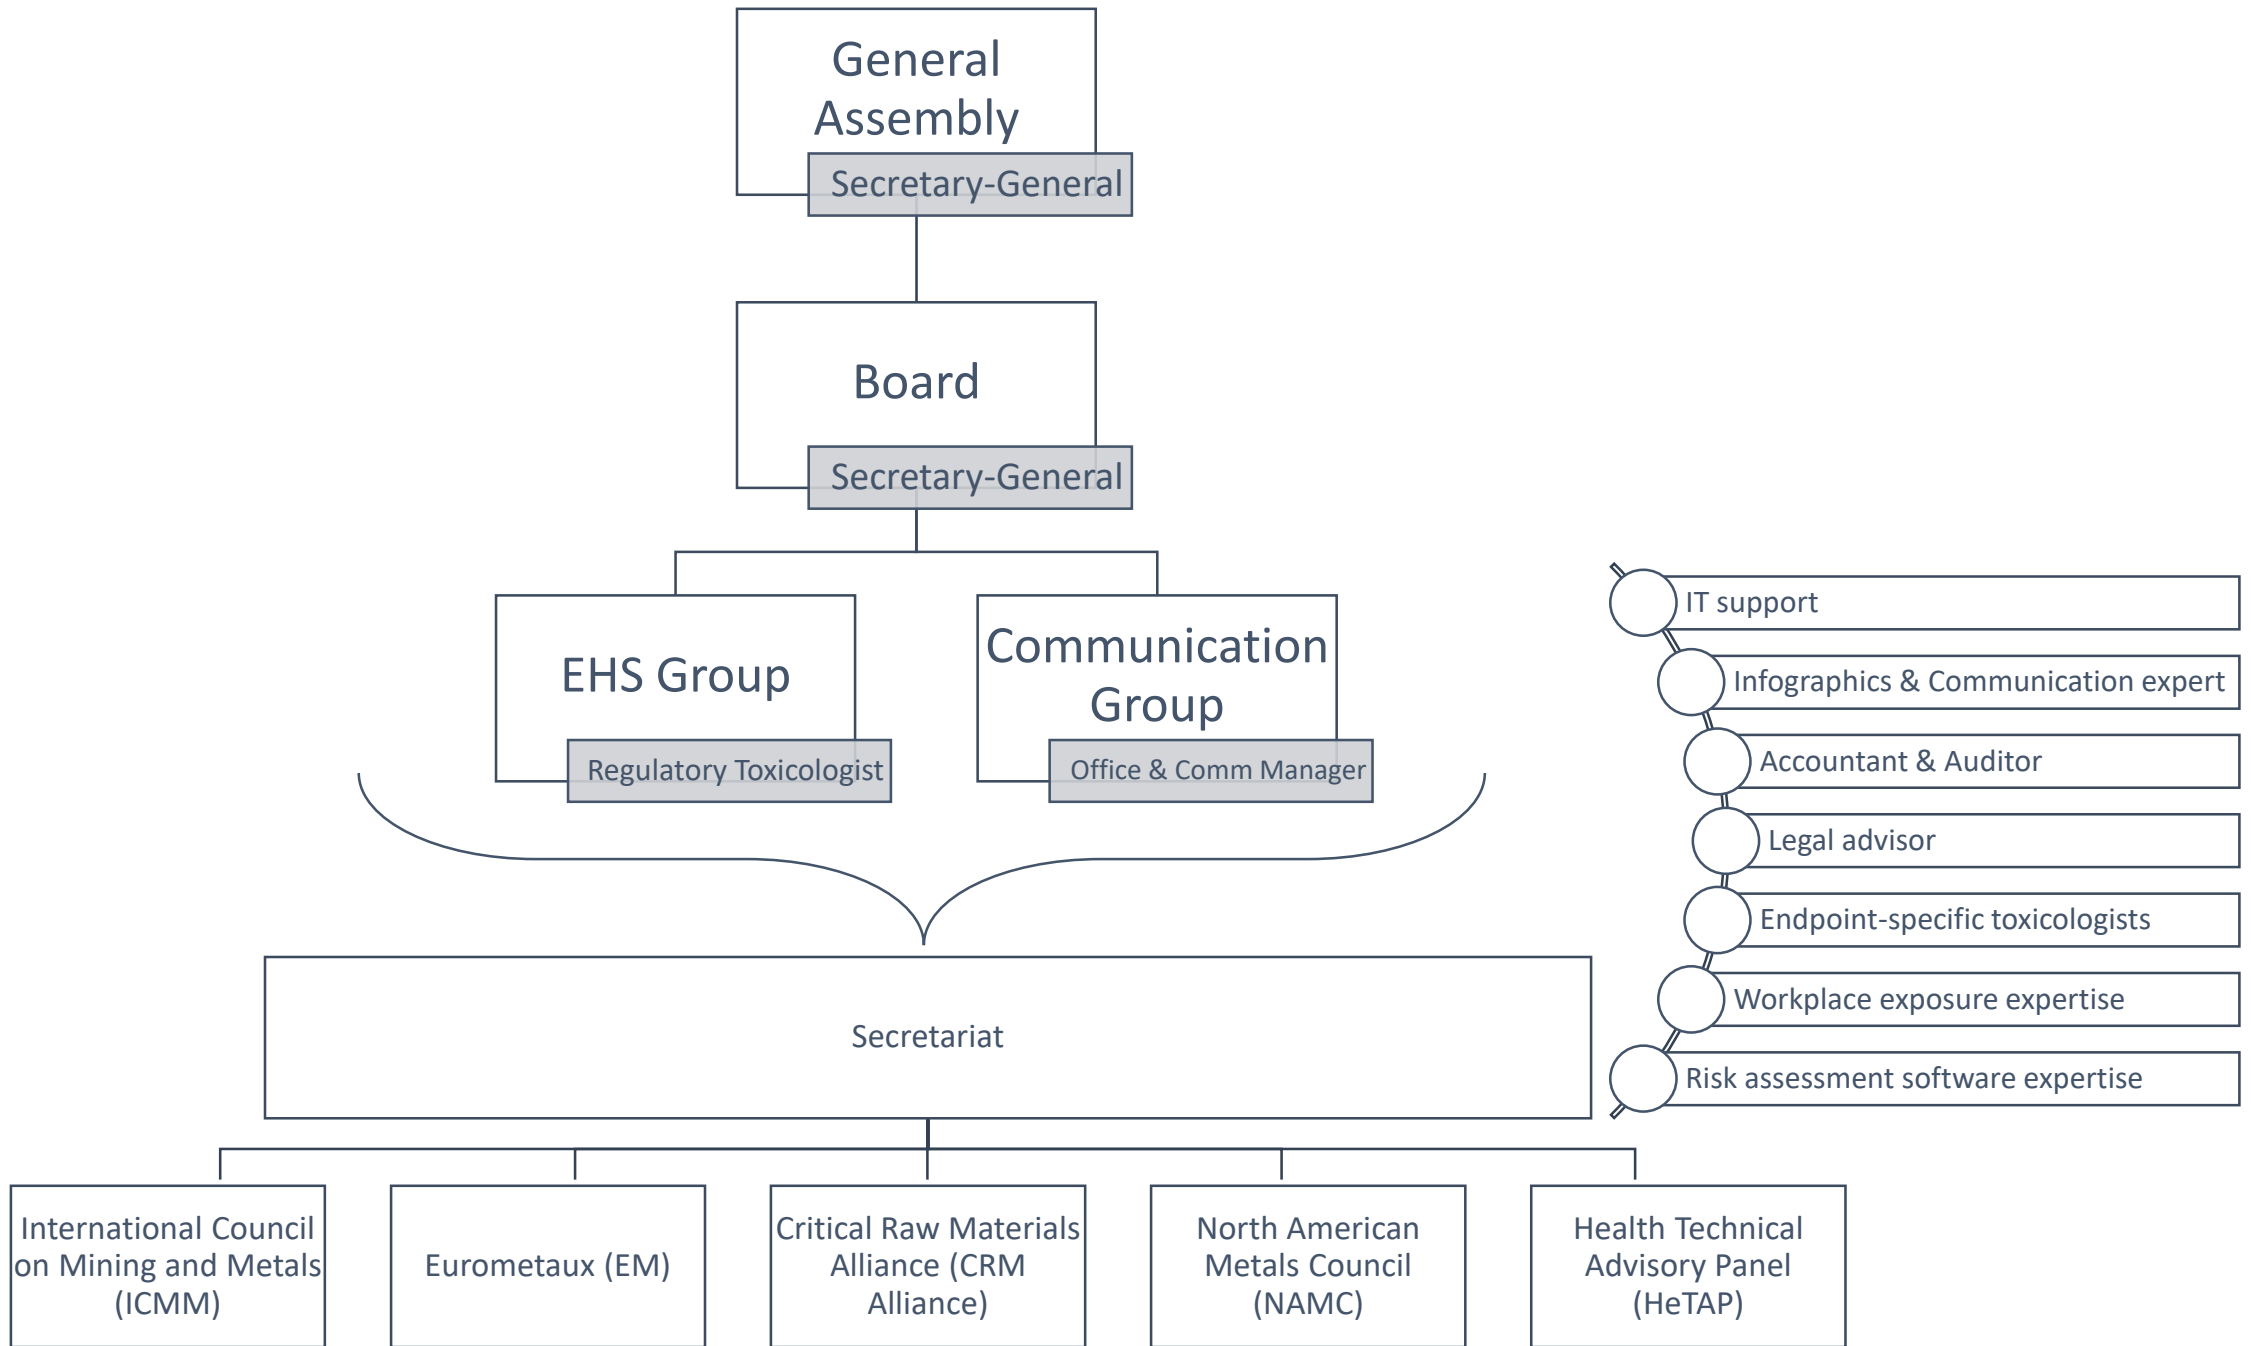 General
Assembly
Secretary-General
Board
Secretary-General
EHS Group
Regulatory Toxicologist
Communication
Group
Office & Comm Manager
IT support
Infographics & Communication expert
Accountant & Auditor
Legal advisor
Endpoint-specific toxicologists
Workplace exposure expertise
Risk assessment software expertise
Secretariat
International Council
on Mining and Metals
(ICMM)
Eurometaux (EM)
Critical Raw Materials
Alliance (CRM
Alliance)
North American
Metals Council
(NAMC)
Health Technical
Advisory Panel
(HeTAP)